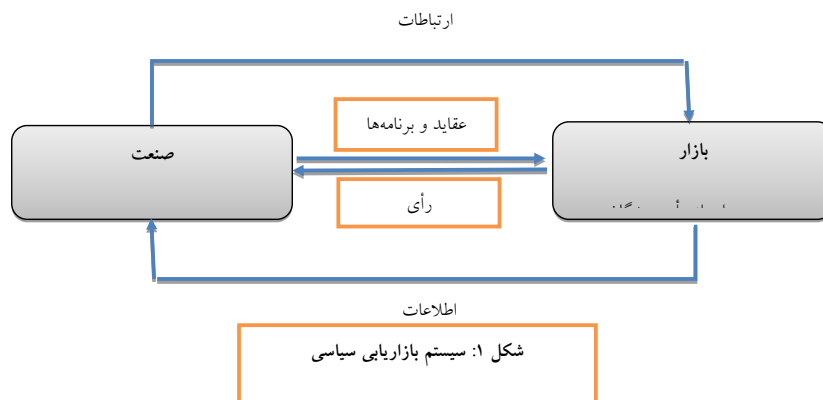 ارتباطات
عقاید و برنامه‌ها
صنعت
بازار
رأی
اطلاعات
شکل ۱: سیستم بازاریابی سیاسی